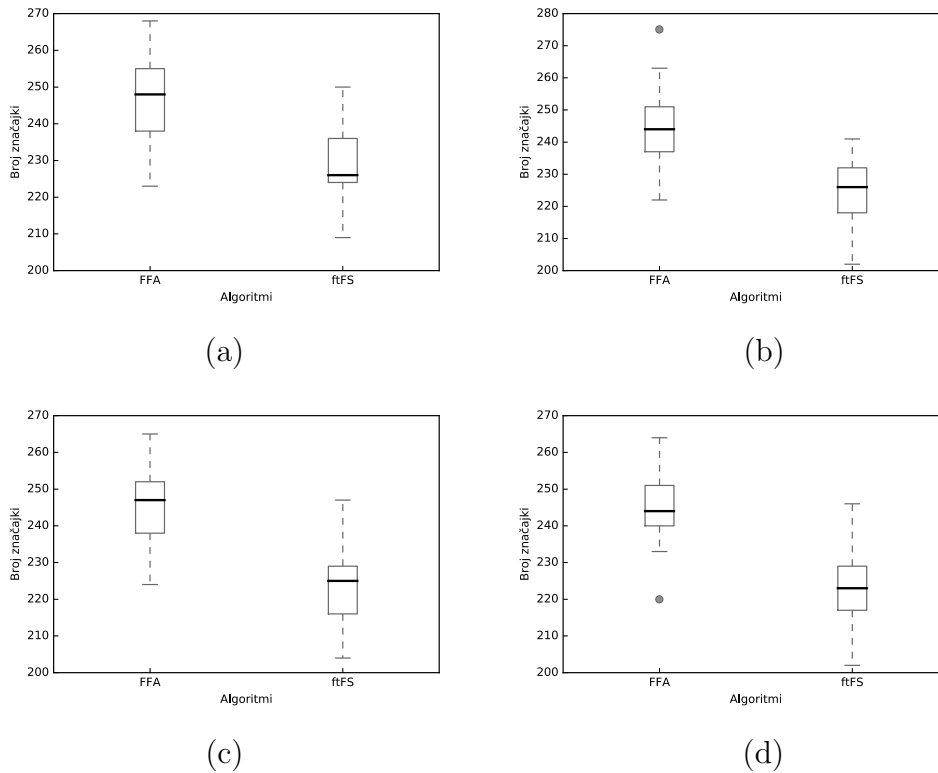 270
260
250
240
230
220
210
200
Broj značajki
FFA
ftFS
Algoritmi
(a)
280
270
260
250
240
230
220
210
200
Broj značajki
FFA
ftFS
Algoritmi
(b)
270
260
250
240
230
220
210
200
Broj značajki
FFA
ftFS
Algoritmi
(c)
270
260
250
240
230
220
210
200
Broj značajki
FFA
ftFS
Algoritmi
(d)